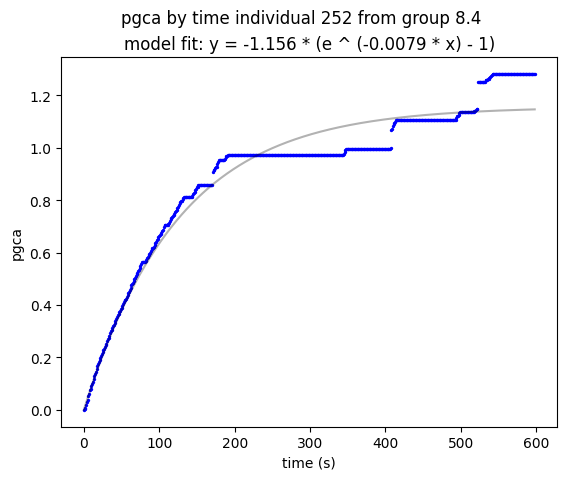 pgca by time individual 252 from group 8.4
model fit: y = -1.156 * (e ^ (-0.0079 * x) - 1)
1.2
1.0
0.8
0.6
0.4
0.2
0.0
pgca
0 100 200 300 400 500 600
time (s)